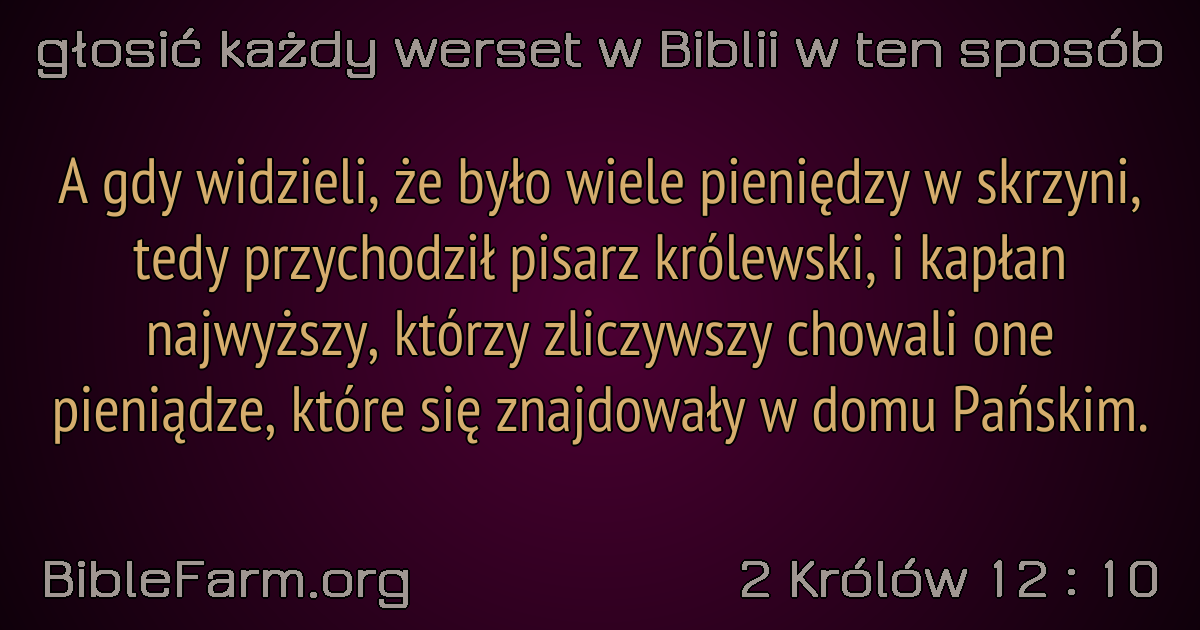 głosić każdy werset w Biblii w ten sposób
A gdy widzieli, że było wiele pieniędzy w skrzyni,
tedy przychodził pisarz królewski, i kapłan
najwyższy, którzy zliczywszy chowali one
pieniądze, które się znajdowały w domu Pańskim.
BibleFarm.org
2 Królów 12 : 10